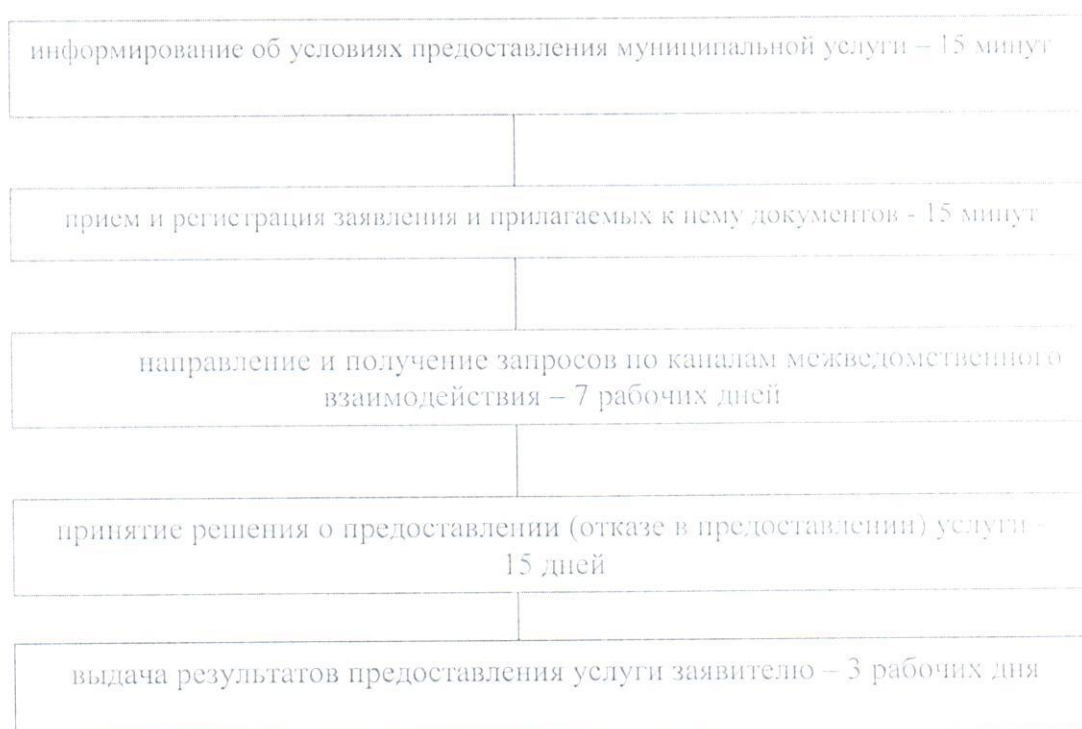 информирование об условиях предоставления муниципальной услуги – 15 минут
прием и регистрация заявления и прилагаемых к нему документов - 15 минут
направление и получение запросов по каналам межведомственного
взаимодействия – 7 рабочих дней
принятие решения о предоставлении (отказе в предоставлении) услуги -
15 дней
выдача результатов предоставления услуги заявителю – 3 рабочих дня